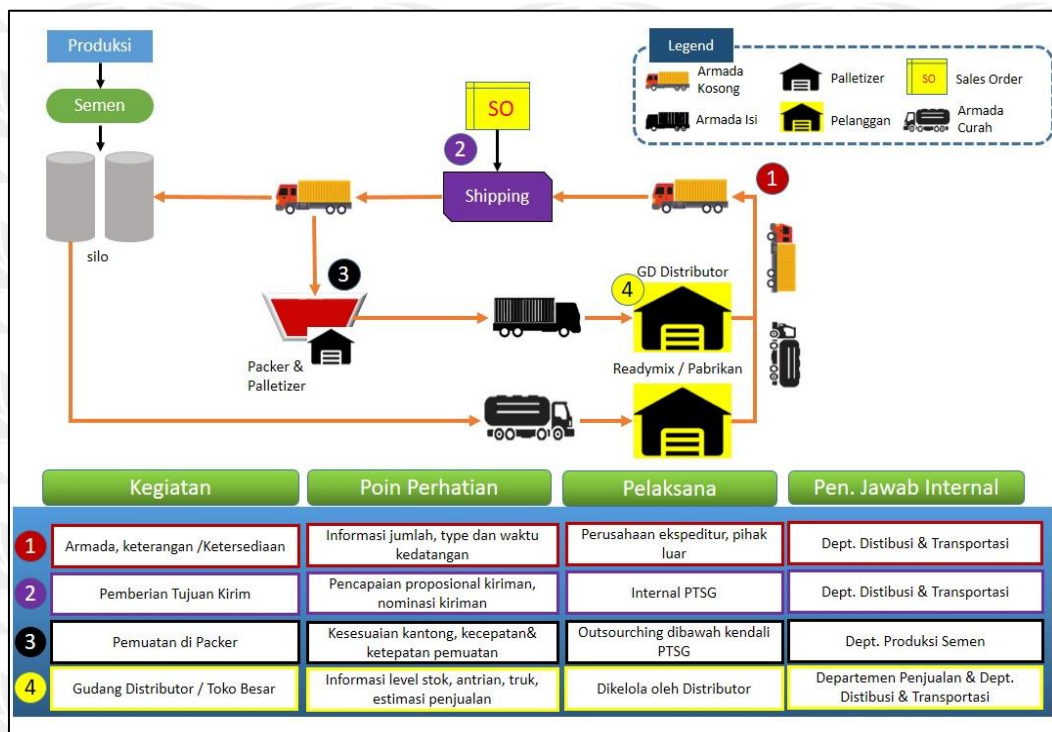 Produksi
Semen
silo
SO
2
Shipping
1
3
Packer &
Palletizer
4
GD Distributor
Readymix / Pabrikan
Legend
Armada
Kosong
Palletizer
SO
Sales Order
Armada Isi
Pelanggan
Armada
Curah
Kegiatan
Poin Perhatian
Pelaksana
Pen. Jawab Internal
1
Armada, keterangan /Ketersediaan
Informasi jumlah, type dan waktu
kedatangan
Perusahaan ekspeditur, pihak
luar
Dept. Distibusi & Transportasi
2
Pemberian Tujuan Kirim
Pencapaian proposional kiriman,
nominasi kiriman
Internal PTSG
Dept. Distibusi & Transportasi
3
Pemuatan di Packer
Kesesuaian kantong, kecepatan&
ketepatan pemuatan
Outsourching dibawah kendali
PTSG
Dept. Produksi Semen
4
Gudang Distributor / Toko Besar
Informasi level stok, antrian, truk,
estimasi penjualan
Dikelola oleh Distributor
Departemen Penjualan & Dept.
Distibusi & Transportasi